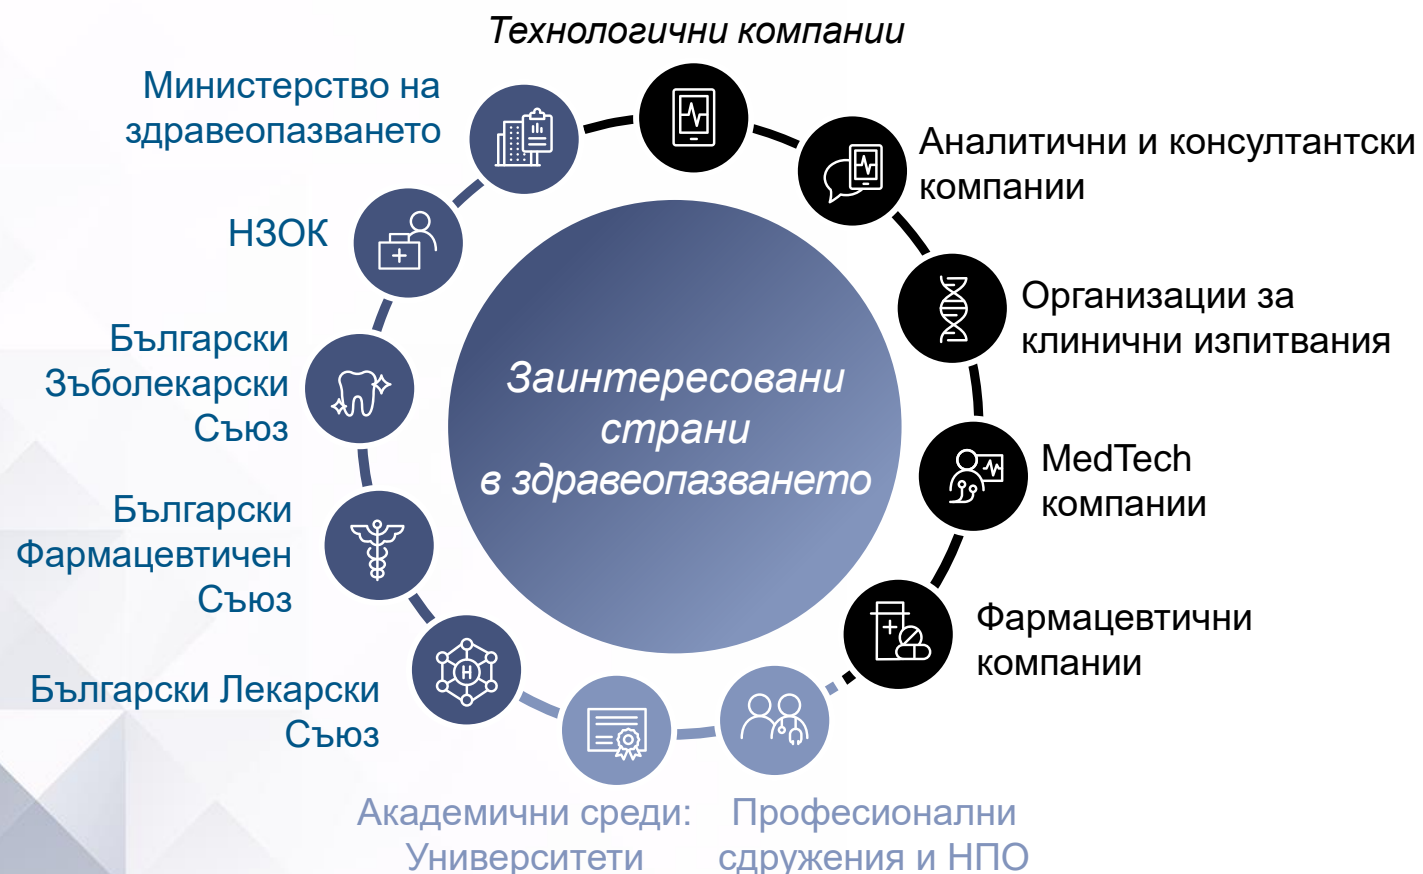 Технологични компании
Министерство на
здравеопазването
Аналитични и консултантски
компании
НЗОК
Организации за
клинични изпитвания
Български
Зъболекарски
Съюз
Заинтересовани
страни
в здравеопазването
MedTech
компании
Български
Фармацевтичен
Съюз
Фармацевтични
компании
Български Лекарски
Съюз
H
Академични среди:
Университети
Професионални
сдружения и НПО